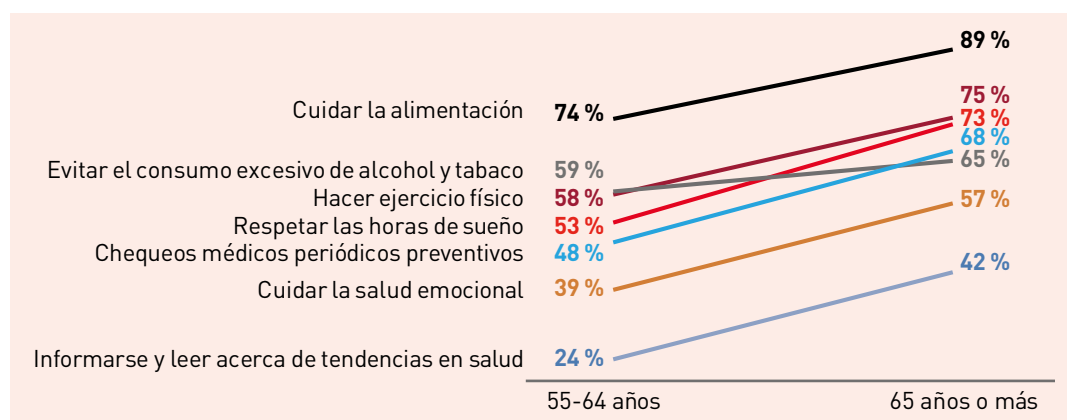 89 %
Cuidar la alimentación 74 %
75 %
73 %
68 %
Evitar el consumo excesivo de alcohol y tabaco 59 %
65 %
Hacer ejercicio físico 58 %
57 %
Respetar las horas de sueño 53 %
Chequeos médicos periódicos preventivos 48 %
42 %
Cuidar la salud emocional 39 %
Informarse y leer acerca de tendencias en salud 24 %
55-64 años 65 años o más